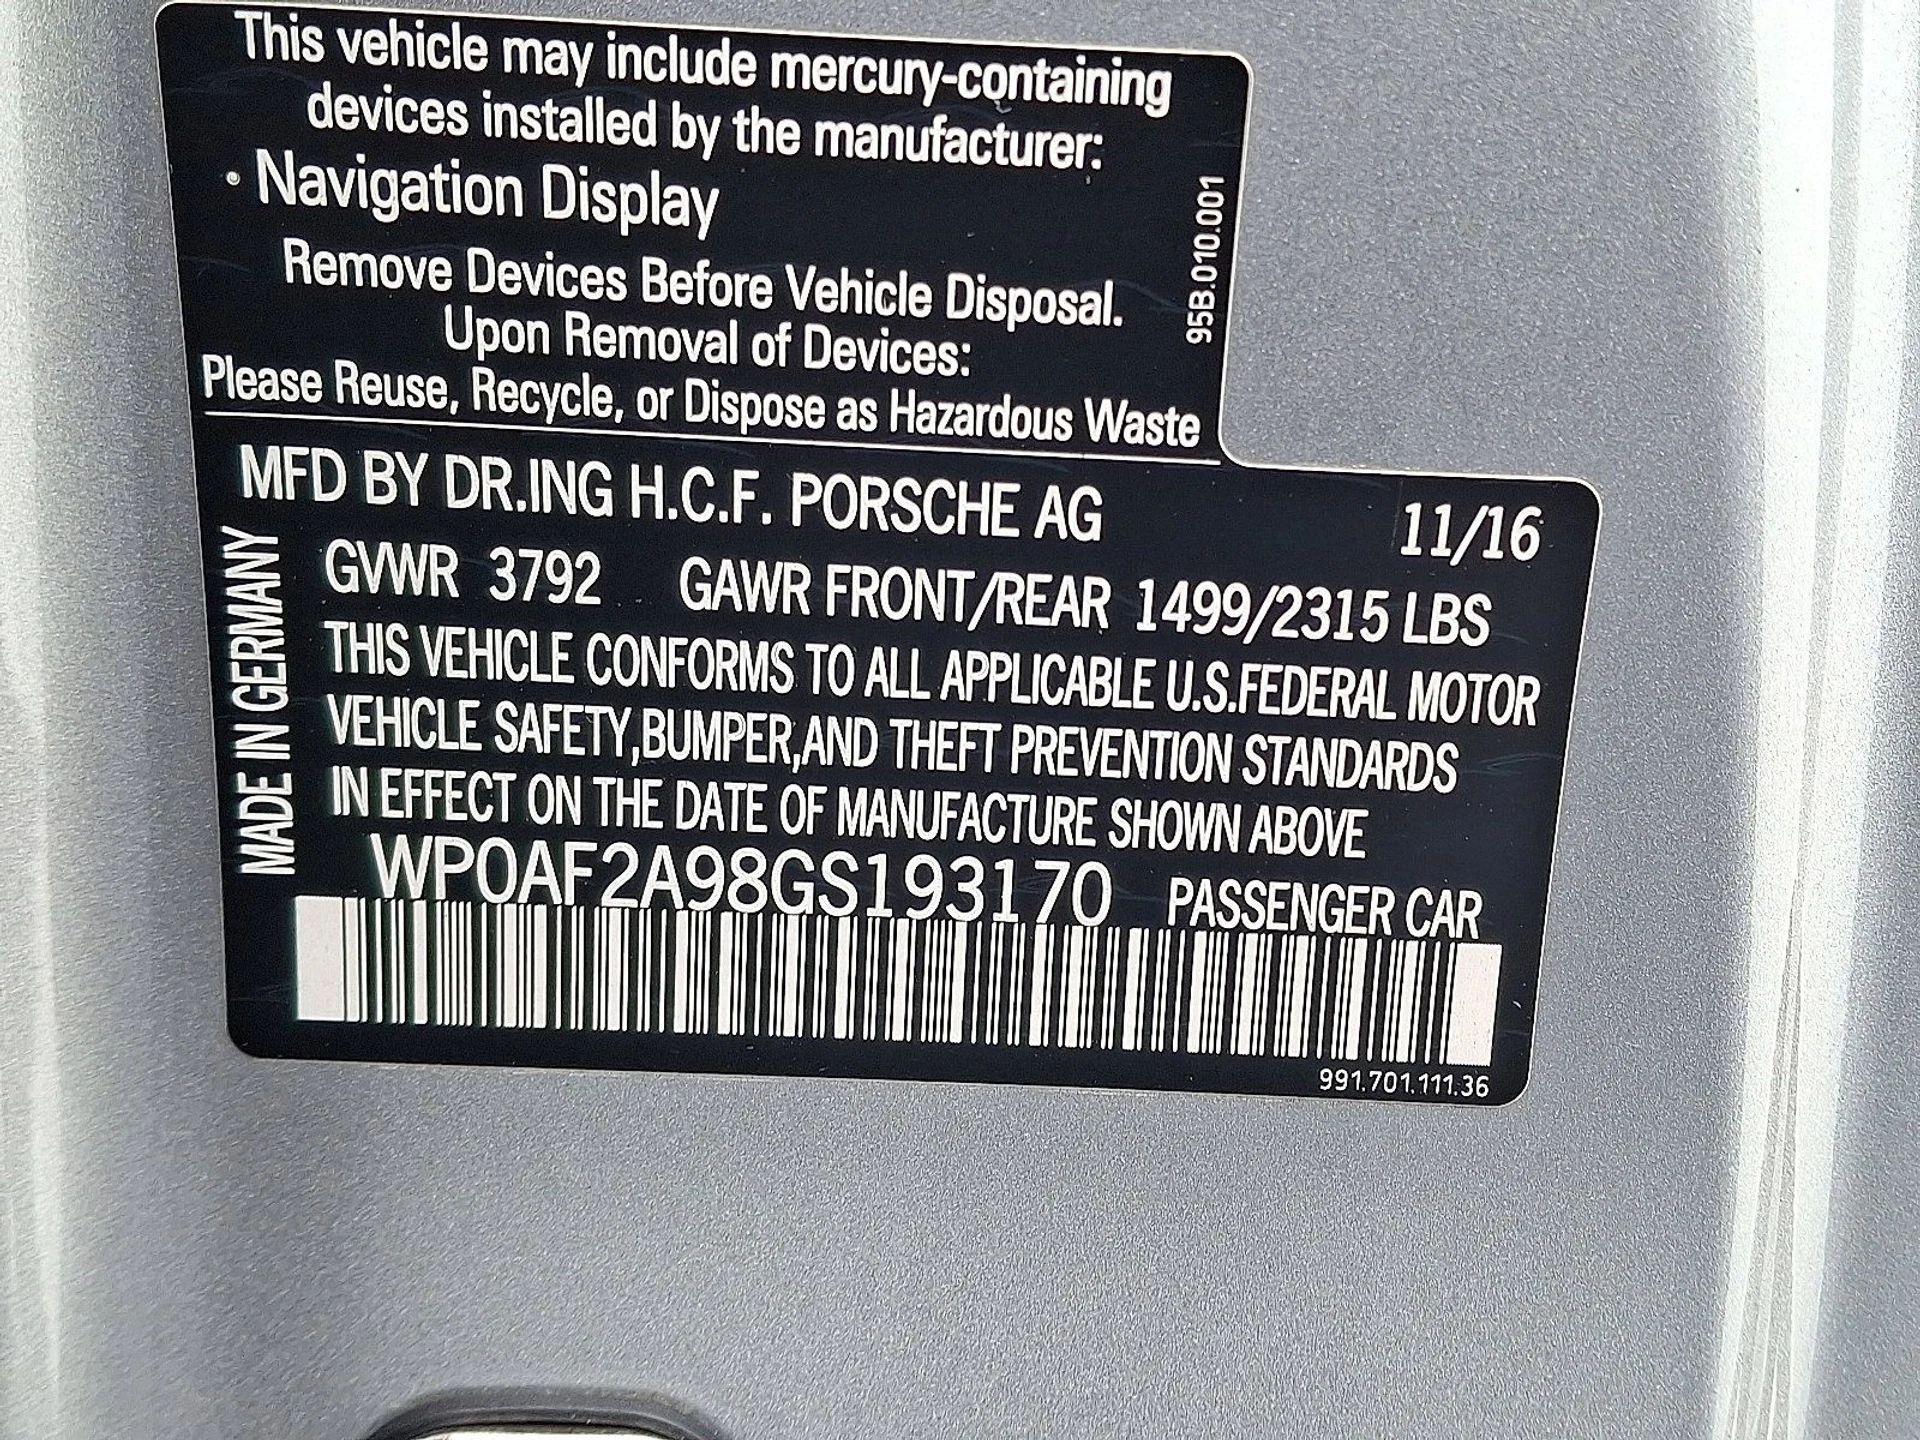 This vehicle may include mercury-containing
devices installed by the manufacturer:
• Navigation Display
Remove Devices Before Vehicle Disposal.
Upon Removal of Devices:
Please Reuse, Recycle, or Dispose as Hazardous Waste
95B.010.001
MFD BY DR.ING H.C.F. PORSCHE AG 11/16
GVWR 3792 GAWR FRONT/REAR 1499/2315 LBS
THIS VEHICLE CONFORMS TO ALL APPLICABLE U.S.FEDERAL MOTOR
VEHICLE SAFETY,BUMPER,AND THEFT PREVENTION STANDARDS
IN EFFECT ON THE DATE OF MANUFACTURE SHOWN ABOVE
MADE IN GERMANY
WP0AF2A98GS193170 PASSENGER CAR
991.701.111.36